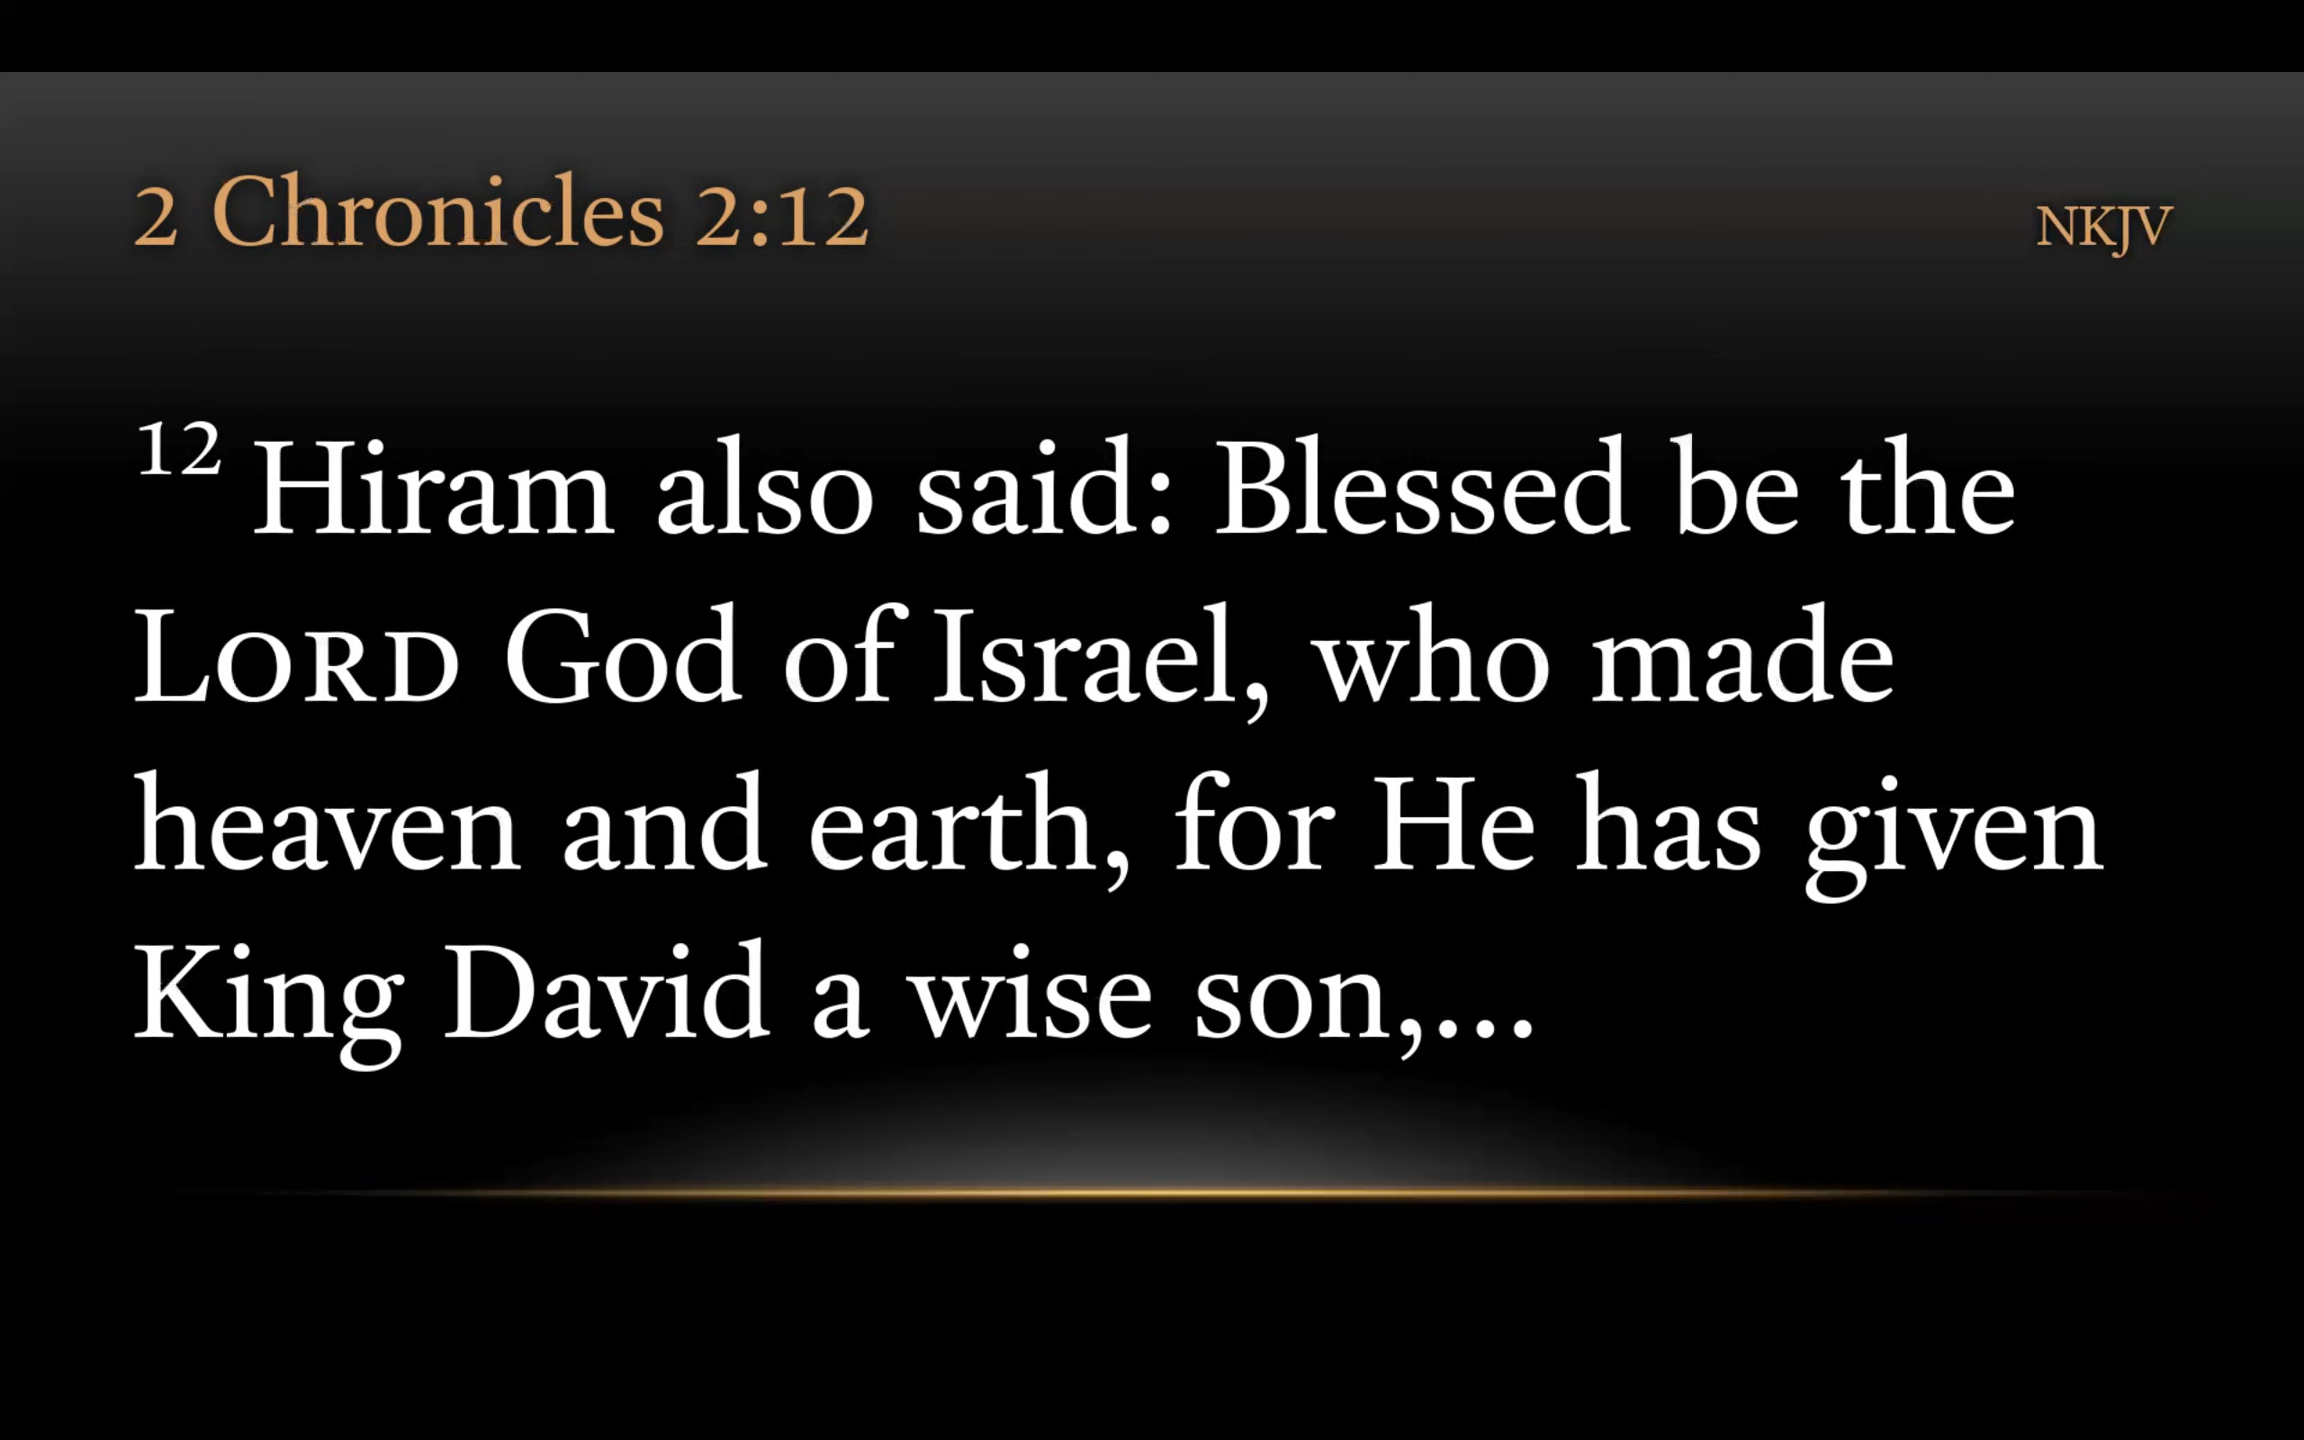 2 Chronicles 2:12 NKJV
12 Hiram also said: Blessed be the
LORD God of Israel, who made
heaven and earth, for He has given
King David a wise son,...